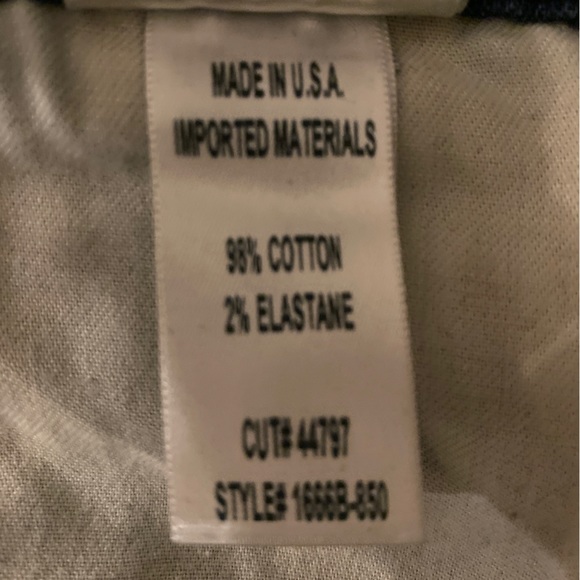 MADE IN U.S.A.
IMPORTED MATERIALS
98% COTTON
2% ELASTANE
CUT# 44797
STYLE# 1666B-850